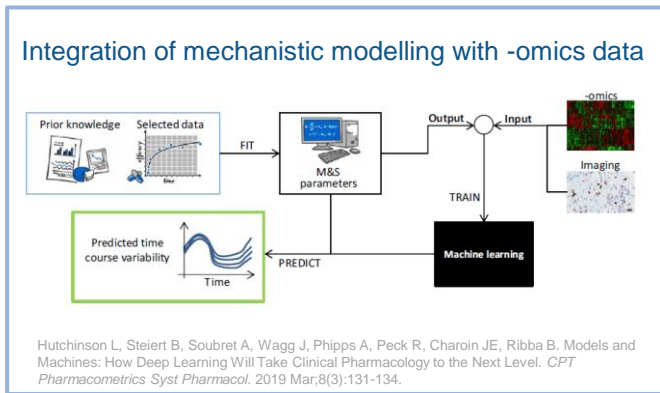 Integration of mechanistic modelling with -omics data
Prior knowledge
Selected data
efficacy
time
FIT
M&S
parameters
Output
Input
-omics
Imaging
TRAIN
Machine learning
PREDICT
Predicted time
course variability
Time
Hutchinson L, Steiert B, Soubret A, Wagg J, Phipps A, Peck R, Charoin JE, Ribba B. Models and
Machines: How Deep Learning Will Take Clinical Pharmacology to the Next Level. CPT
Pharmacometrics Syst Pharmacol. 2019 Mar;8(3):131-134.